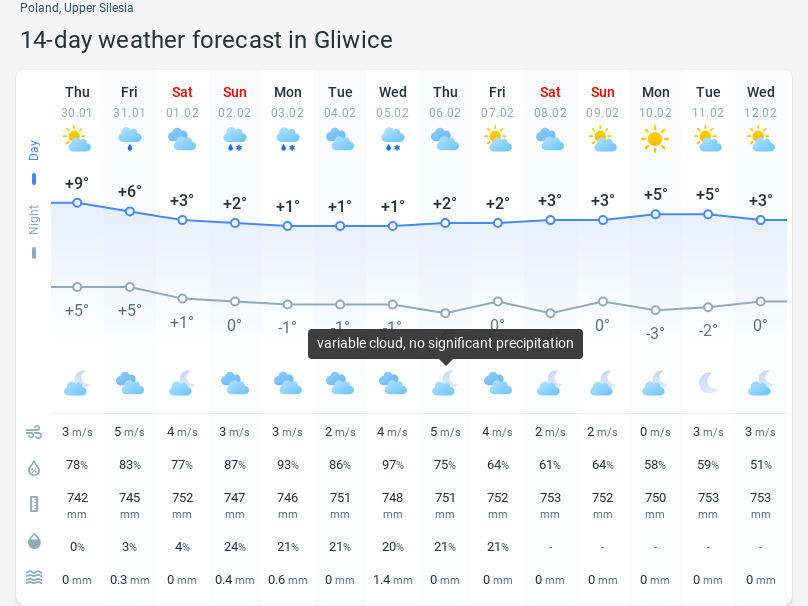 Poland, Upper Silesia
14-day weather forecast in Gliwice
Thu Fri Sat Sun Mon Tue Wed Thu Fri Sat Sun Mon Tue Wed
30.01 31.01 01.02 02.02 03.02 04.02 05.02 06.02 07.02 08.02 09.02 10.02 11.02 12.02
Day
Night
+9° +6° +3° +2° +1° +1° +1° +2° +2° +3° +3° +5° +5° +3°
+5° +5° +1° 0° -1° -1° -1° 0° 0° -3° -2° 0°
variable cloud, no significant precipitation
3 m/s 5 m/s 4 m/s 3 m/s 3 m/s 2 m/s 4 m/s 5 m/s 4 m/s 2 m/s 2 m/s 0 m/s 3 m/s 3 m/s
78% 83% 77% 87% 93% 86% 97% 75% 64% 61% 64% 58% 59% 51%
742 745 752 747 746 751 748 751 752 753 752 750 753 753
mm mm mm mm mm mm mm mm mm mm mm mm mm mm
0% 3% 4% 24% 21% 21% 20% 21% 21% - - - - -
0 mm 0.3 mm 0 mm 0.4 mm 0.6 mm 0 mm 1.4 mm 0 mm 0 mm 0 mm 0 mm 0 mm 0 mm 0 mm